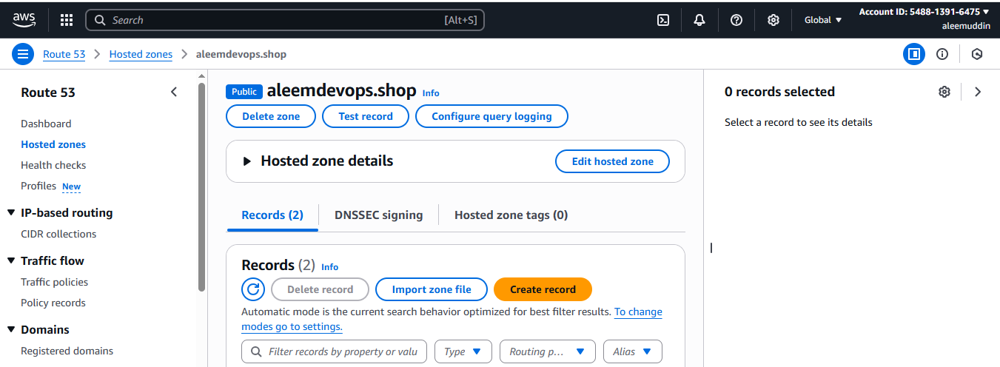 aws
Search
[Alt+S]
Global
Account ID: 5488-1391-6475
aleemuddin
Route 53
Hosted zones
aleemdevops.shop
Route 53
Dashboard
Hosted zones
Health checks
Profiles New
IP-based routing
CIDR collections
Traffic flow
Traffic policies
Policy records
Domains
Registered domains
Public aleemdevops.shop Info
Delete zone Test record Configure query logging
Hosted zone details Edit hosted zone
Records (2) DNSSEC signing Hosted zone tags (0)
Records (2) Info
Delete record Import zone file Create record
Automatic mode is the current search behavior optimized for best filter results. To change
modes go to settings.
Filter records by property or valu Type Routing p... Alias
0 records selected
Select a record to see its details